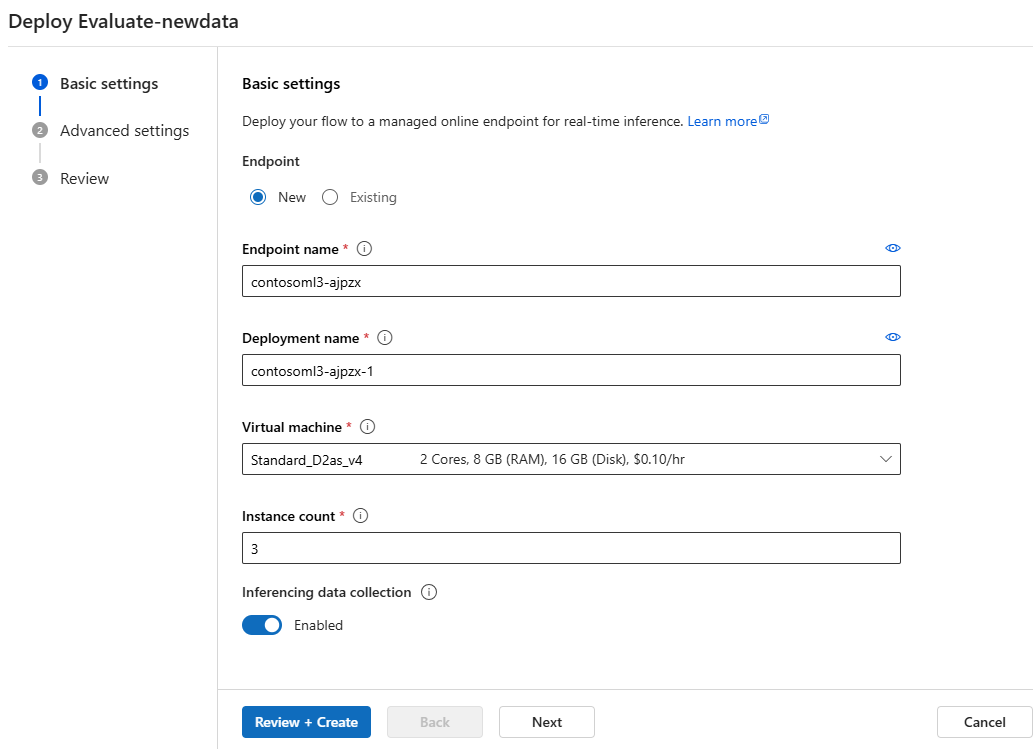 Deploy Evaluate-newdata
1 Basic settings
2 Advanced settings
3 Review
Basic settings
Deploy your flow to a managed online endpoint for real-time inference. Learn more
Endpoint
New Existing
Endpoint name *
contosoml3-ajpzx
Deployment name *
contosoml3-ajpzx-1
Virtual machine *
Standard_D2as_v4 2 Cores, 8 GB (RAM), 16 GB (Disk), $0.10/hr
Instance count *
3
Inferencing data collection
Enabled
Review + Create Back Next Cancel